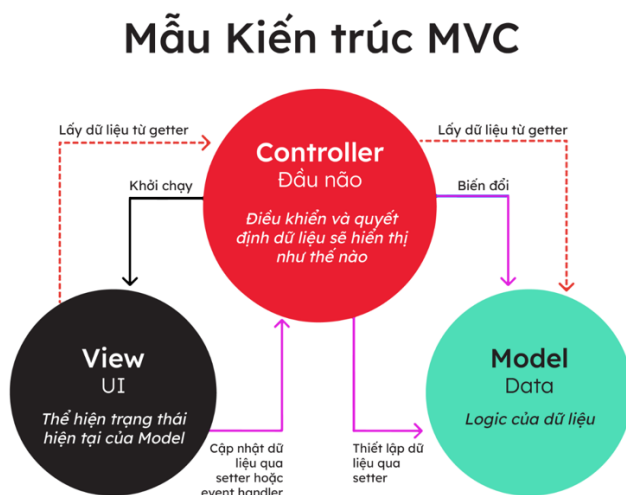 Mẫu Kiến trúc MVC
Lấy dữ liệu từ getter
Lấy dữ liệu từ getter
Controller
Đầu não
Khởi chạy
Biến đổi
Điều khiển và quyết
định dữ liệu sẽ hiển thị
như thế nào
View
UI
Thể hiện trạng thái
hiện tại của Model
Model
Data
Logic của dữ liệu
Cập nhật dữ
liệu qua
setter hoặc
event handler
Thiết lập dữ
liệu qua
setter